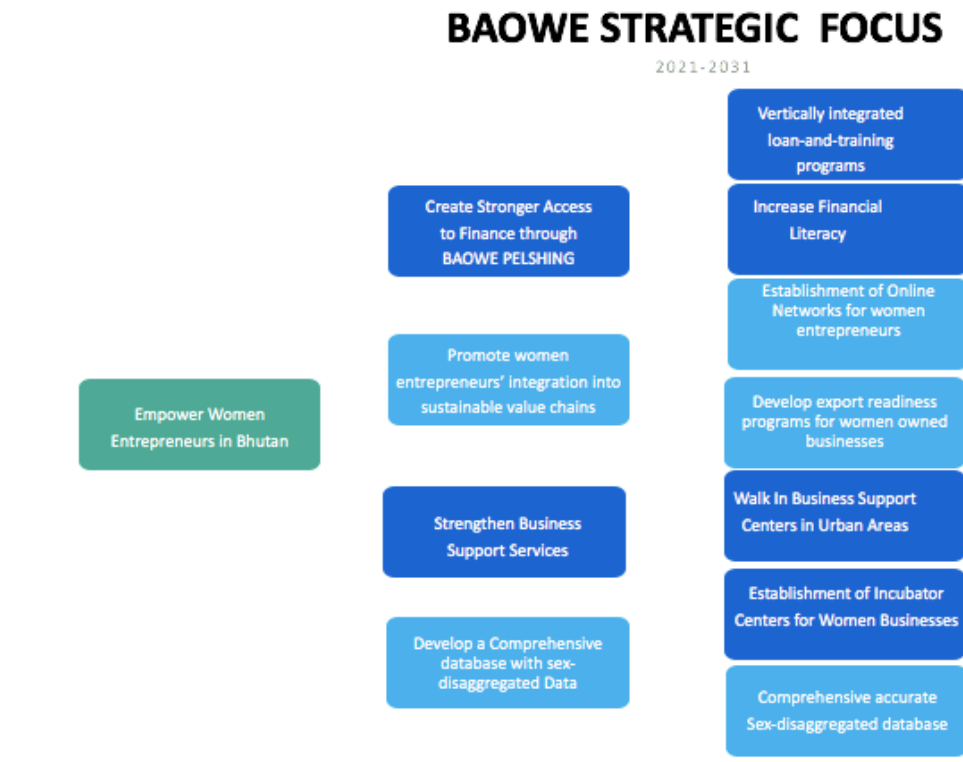 BAOWE STRATEGIC FOCUS
2021-2031
Empower Women
Entrepreneurs in Bhutan
Create Stronger Access
to Finance through
BAOWE PELSHING
Promote women
entrepreneurs' integration into
sustainable value chains
Strengthen Business
Support Services
Develop a Comprehensive
database with sex-
disaggregated Data
Vertically integrated
loan-and-training
programs
Increase Financial
Literacy
Establishment of Online
Networks for women
entrepreneurs
Develop export readiness
programs for women owned
businesses
Walk In Business Support
Centers in Urban Areas
Establishment of Incubator
Centers for Women Businesses
Comprehensive accurate
Sex-disaggregated database